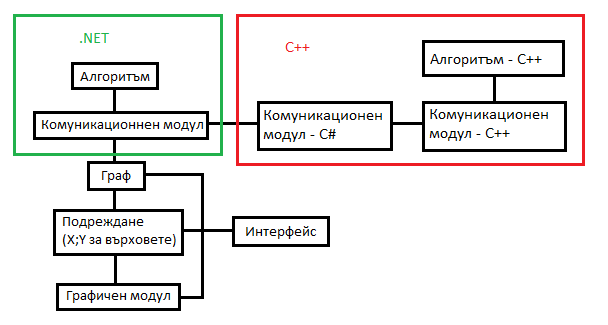 .NET
Алгоритъм
Комуникационнен модул
C++
Алгоритъм - C++
Комуникационен
модул - C#
Комуникационен
модул - C++
Граф
Подреждане
(X;Y за върховете)
Интерфейс
Графичен модул